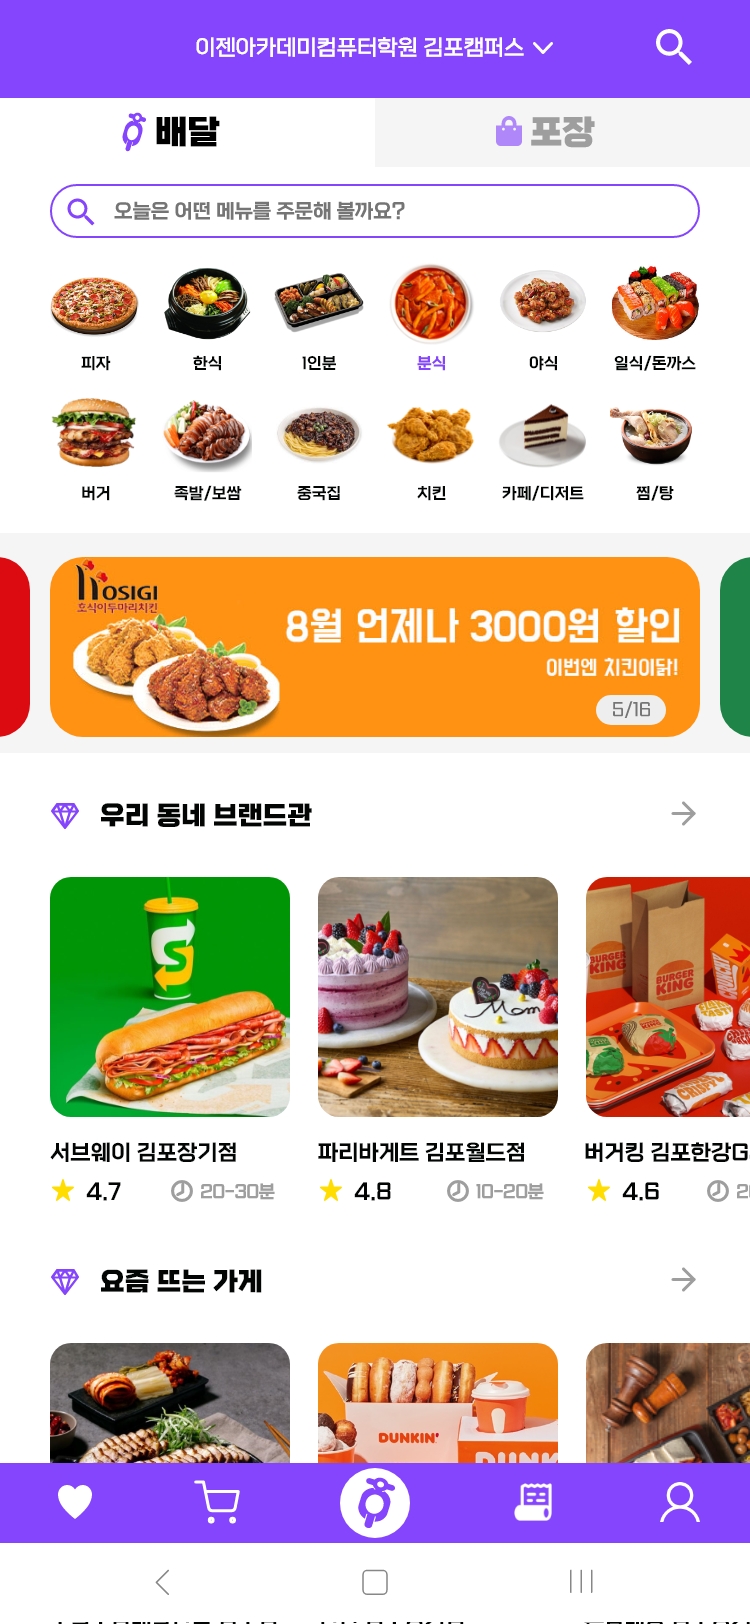 이젠아카데미컴퓨터학원 김포캠퍼스
배달
포장
오늘은 어떤 메뉴를 주문해 볼까요?
피자 한식 1인분 분식 야식 일식/돈까스
버거 족발/보쌈 중국집 치킨 카페/디저트 찜/탕
HOSIGI
호식이두마리치킨
8월 언제나 3000원 할인
이번엔 치킨이닭!
5/16
우리 동네 브랜드관
BURGER KING
BURGER KING
Mom
서브웨이 김포장기점 파리바게트 김포월드점 버거킹 김포한강G
4.7 20-30분 4.8 10-20분 4.6
요즘 뜨는 가게
DUNKIN'